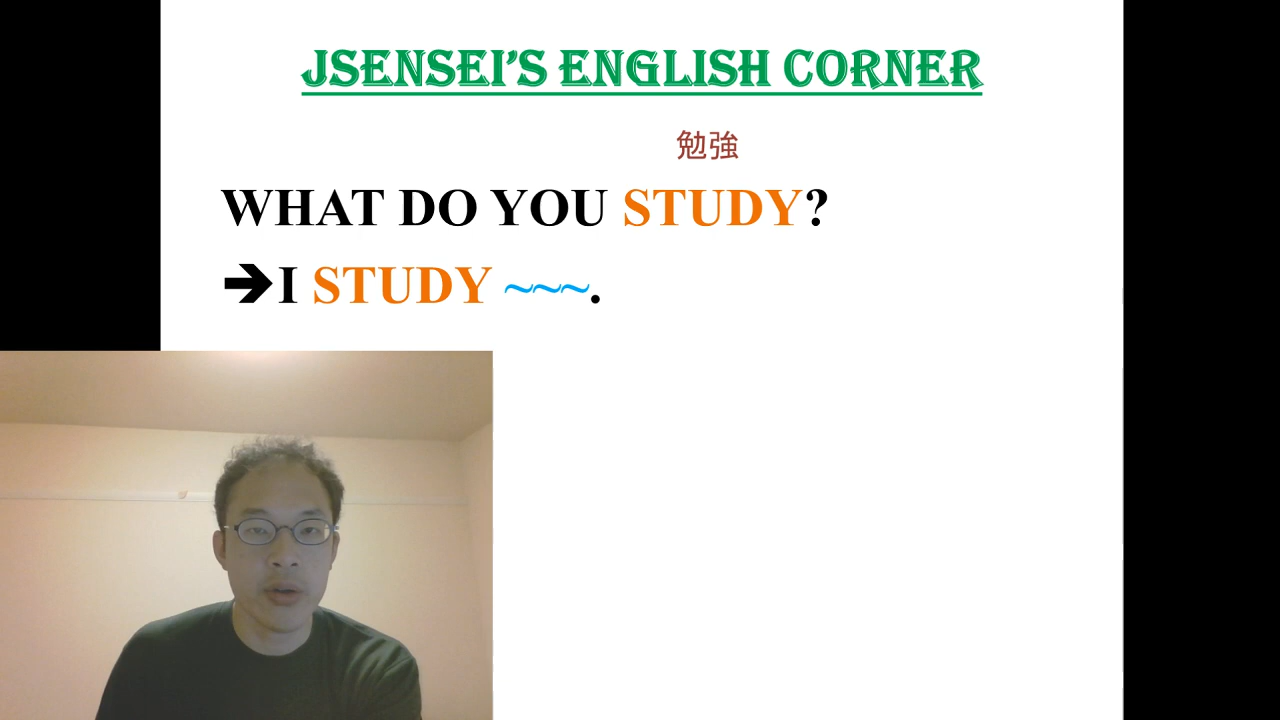 JSENSEI'S ENGLISH CORNER
勉強
WHAT DO YOU STUDY?
➔I STUDY ~~~.